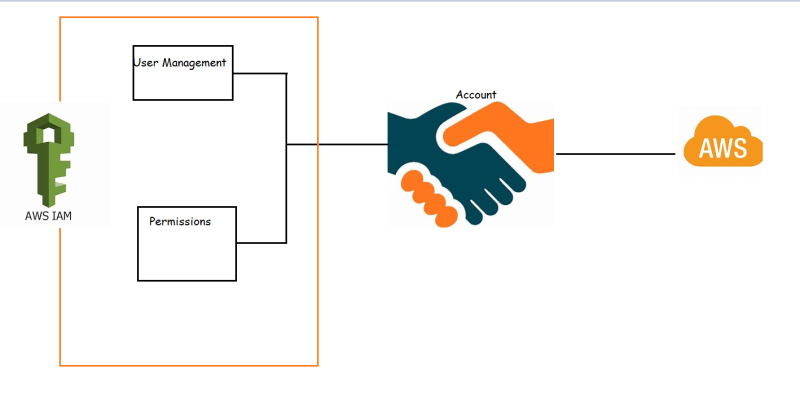 User Management
Account
AWS
AWS IAM
Permissions